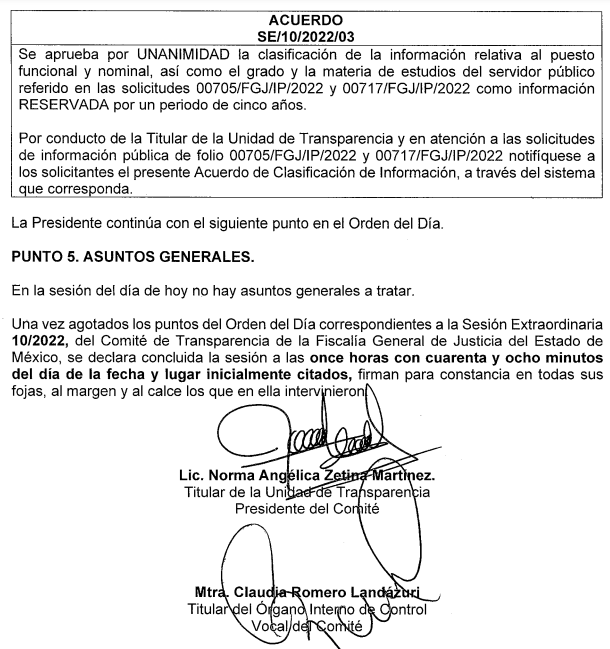 ACUERDO
SE/10/2022/03
Se aprueba por UNANIMIDAD la clasificación de la información relativa al puesto
funcional y nominal, así como el grado y la materia de estudios del servidor público
referido en las solicitudes 00705/FGJ/IP/2022 y 00717/FGJ/IP/2022 como información
RESERVADA por un periodo de cinco años.
Por conducto de la Titular de la Unidad de Transparencia y en atención a las solicitudes
de información pública de folio 00705/FGJ/IP/2022 y 00717/FGJ/IP/2022 notifíquese a
los solicitantes el presente Acuerdo de Clasificación de Información, a través del sistema
que corresponda.
La Presidente continúa con el siguiente punto en el Orden del Día.
PUNTO 5. ASUNTOS GENERALES.
En la sesión del día de hoy no hay asuntos generales a tratar.
Una vez agotados los puntos del Orden del Día correspondientes a la Sesión Extraordinaria
10/2022, del Comité de Transparencia de la Fiscalía General de Justicia del Estado de
México, se declara concluida la sesión a las once horas con cuarenta y ocho minutos
del día de la fecha y lugar inicialmente citados, firman para constancia en todas sus
fojas, al margen y al calce los que en ella intervinieron
Lic. Norma Angélica Zetina Martínez.
Titular de la Unidad de Transparencia
Presidente del Comité
Mtra. Claudia Romero Landázuri
Titular del Órgano Interno de Control
Vocal del Comité